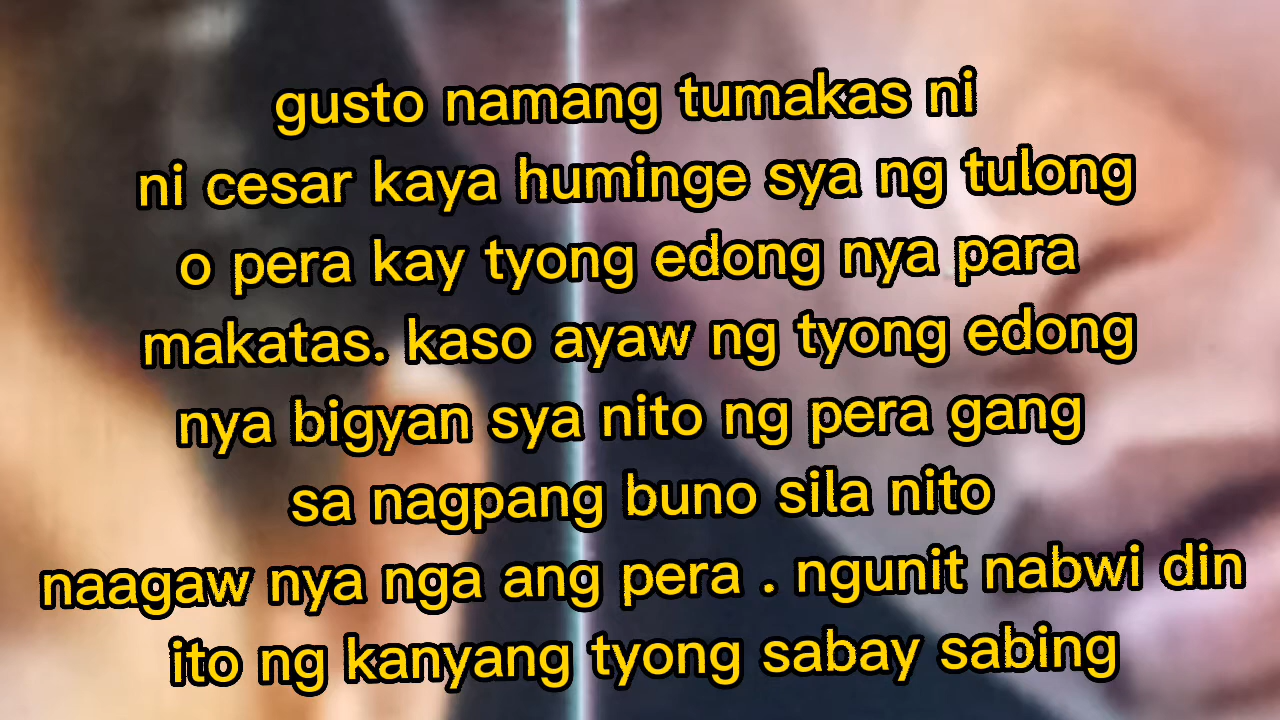 gusto namang tumakas ni
ni cesar kaya huminge sya ng tulong
o pera kay tyong edong nya para
makatas. kaso ayaw ng tyong edong
nya bigyan sya nito ng pera gang
sa nagpang buno sila nito
naagaw nya nga ang pera . ngunit nabwi din
ito ng kanyang tyong sabay sabing